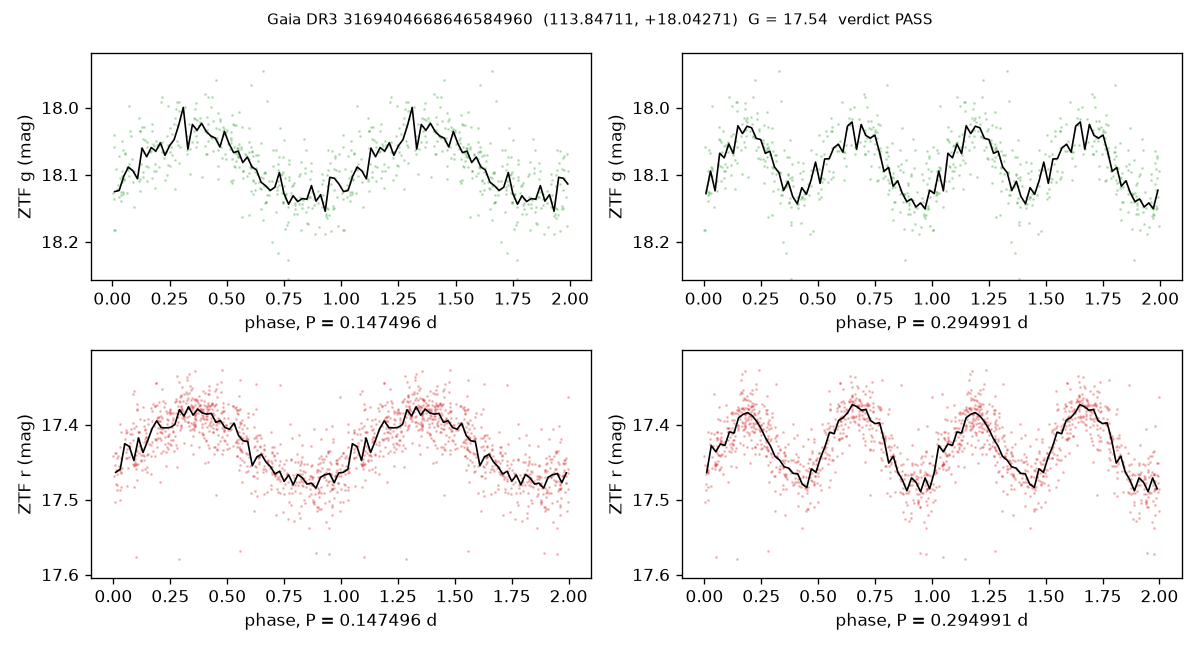 Gaia DR3 3169404668646584960 (113.84711, +18.04271) G = 17.54 verdict PASS
ZTF g (mag)
18.0
18.1
18.2
0.00 0.25 0.50 0.75 1.00 1.25 1.50 1.75 2.00
phase, P = 0.147496 d
ZTF g (mag)
18.0
18.1
18.2
0.00 0.25 0.50 0.75 1.00 1.25 1.50 1.75 2.00
phase, P = 0.294991 d
ZTF r (mag)
17.4
17.5
17.6
0.00 0.25 0.50 0.75 1.00 1.25 1.50 1.75 2.00
phase, P = 0.147496 d
ZTF r (mag)
17.4
17.5
17.6
0.00 0.25 0.50 0.75 1.00 1.25 1.50 1.75 2.00
phase, P = 0.294991 d